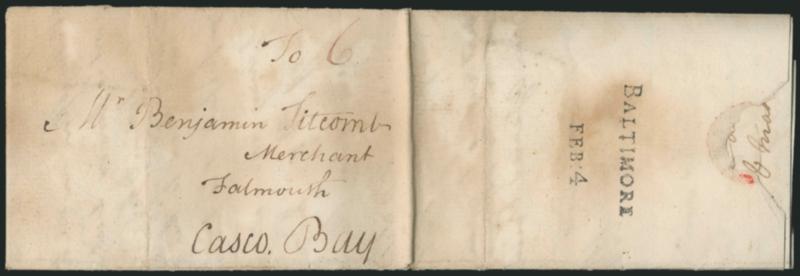 To 6
Mr Benjamin Titcomb
Merchant
Falmouth
Casco. Bay
BALTIMORE
FEB: 4